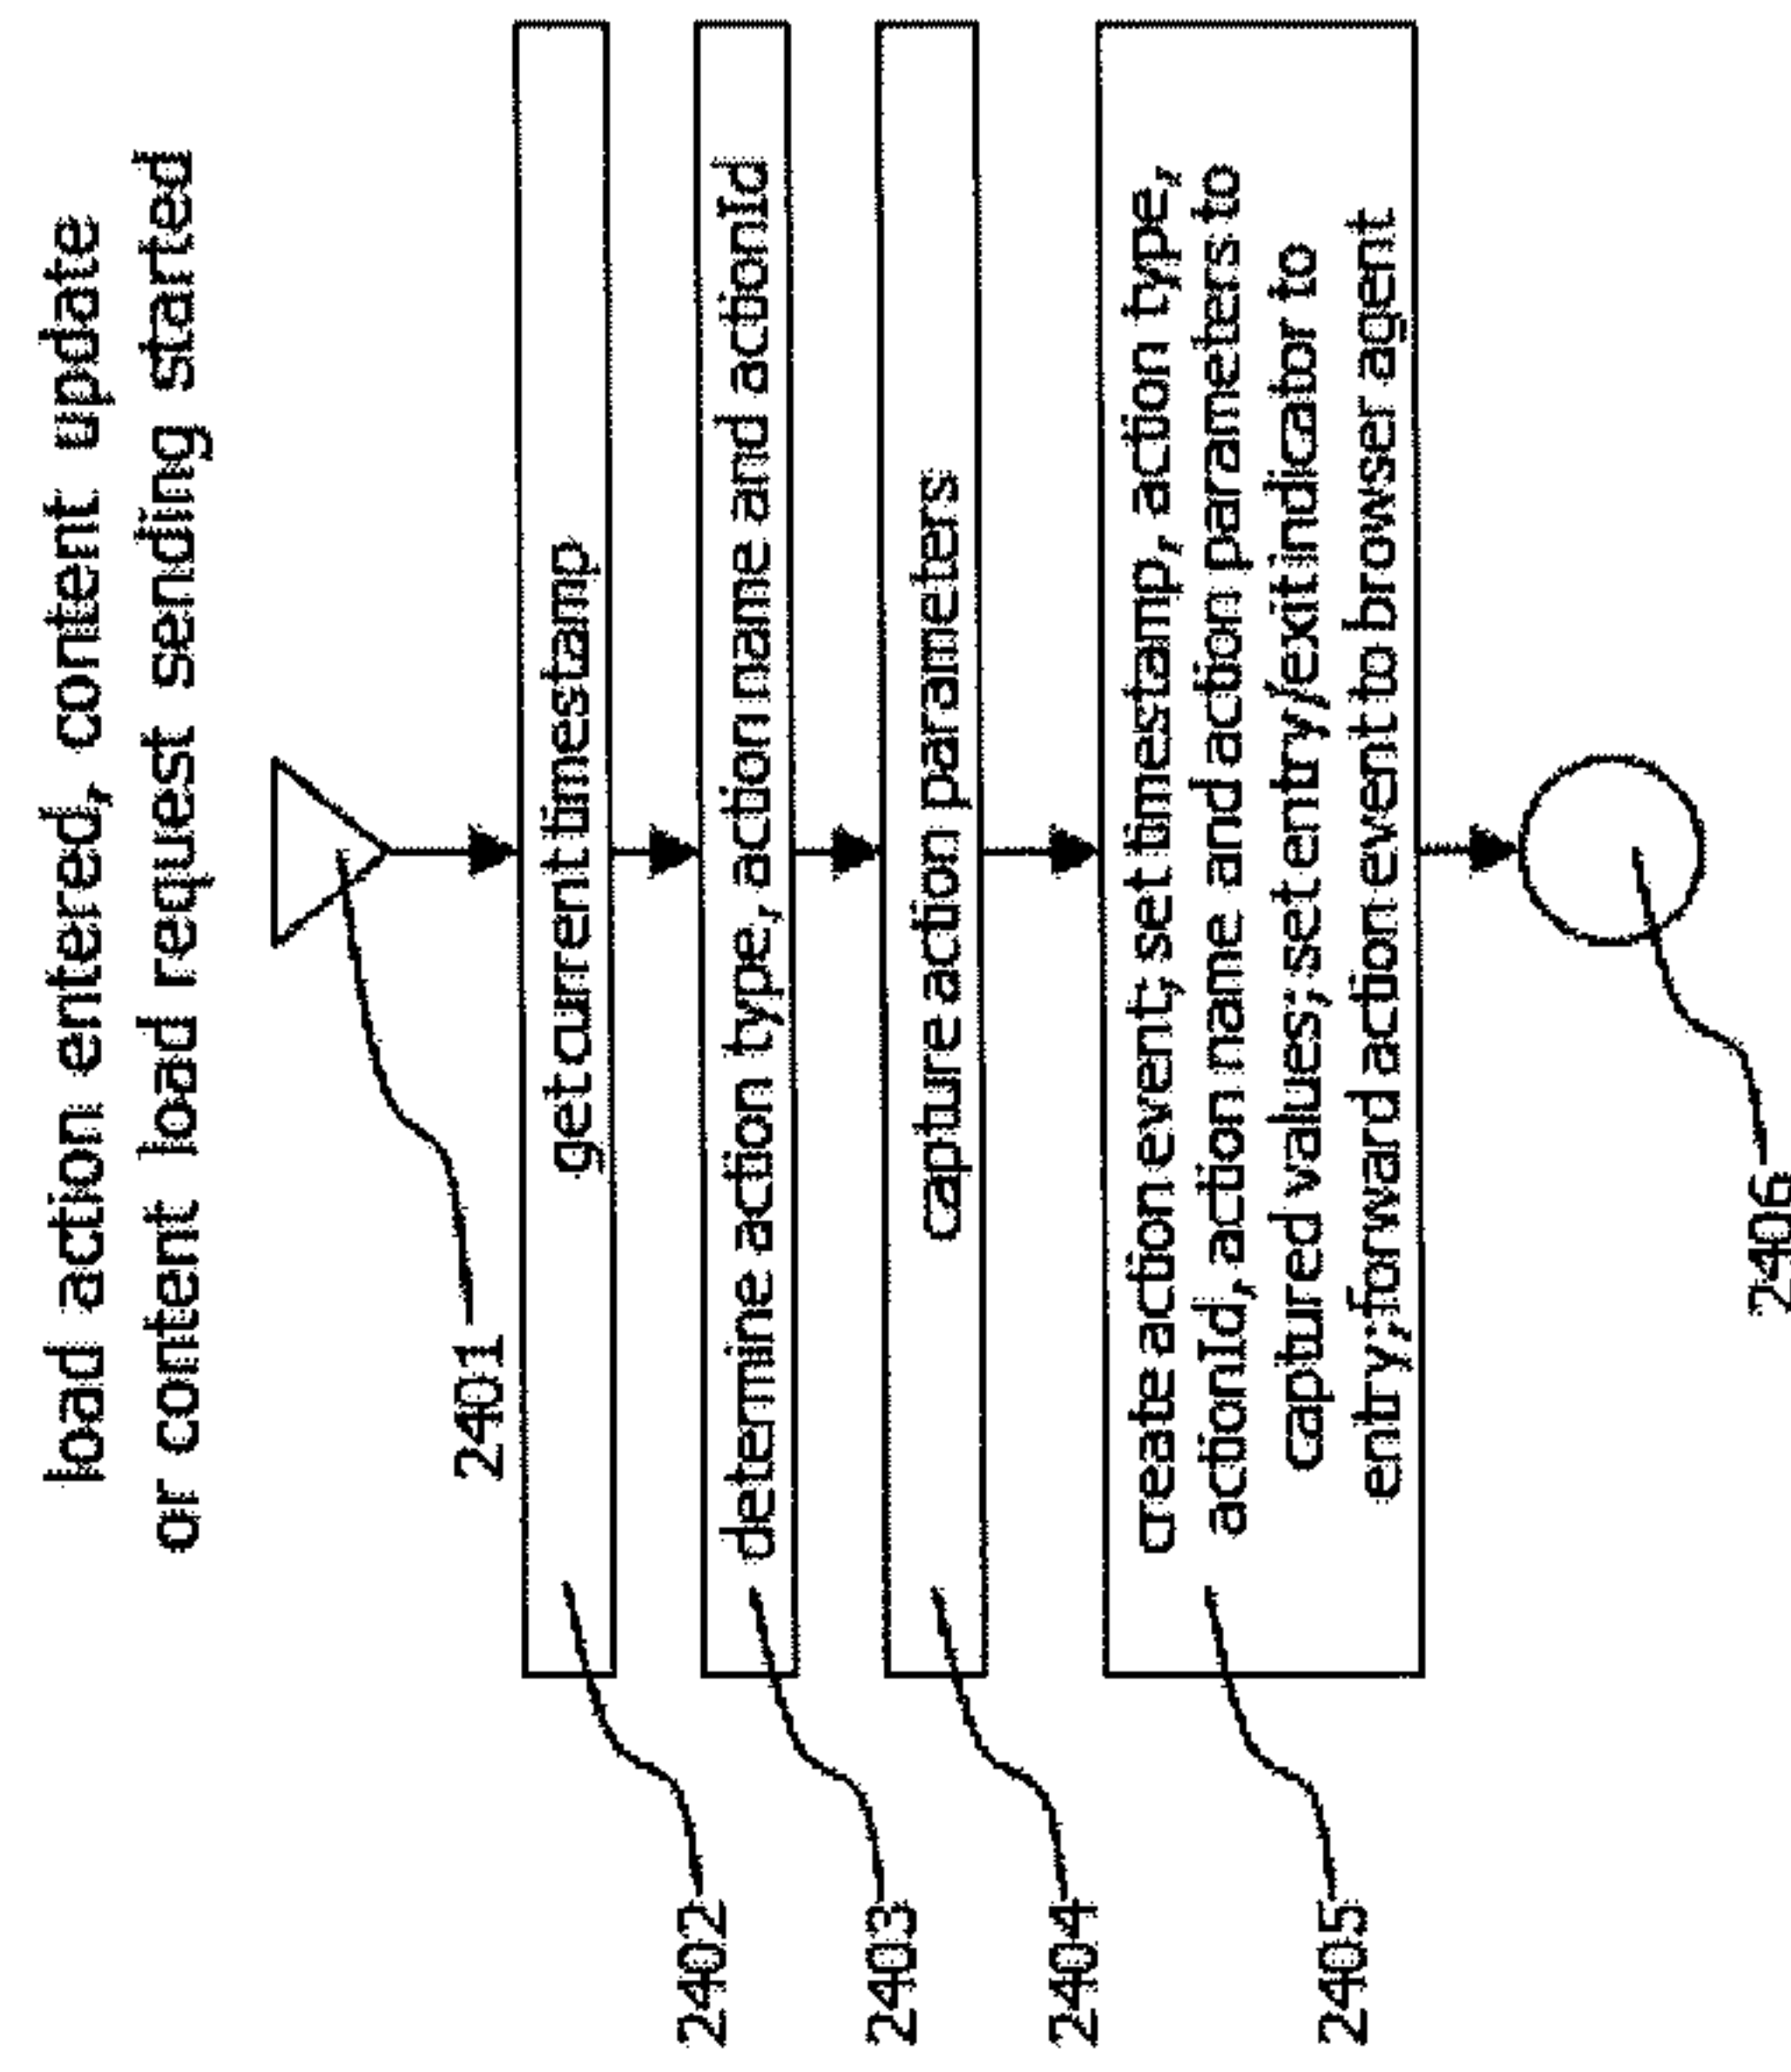 load action entered, content update
or content load request sending started
2401
get current timestamp
2402
determine action type, action name and actionId
2403
capture action parameters
2404
create action event; set timestamp, action type,
actionId, action name and action parameters to
captured values; set entry/exit indicator to
entry; forward action event to browser agent
2405
2406